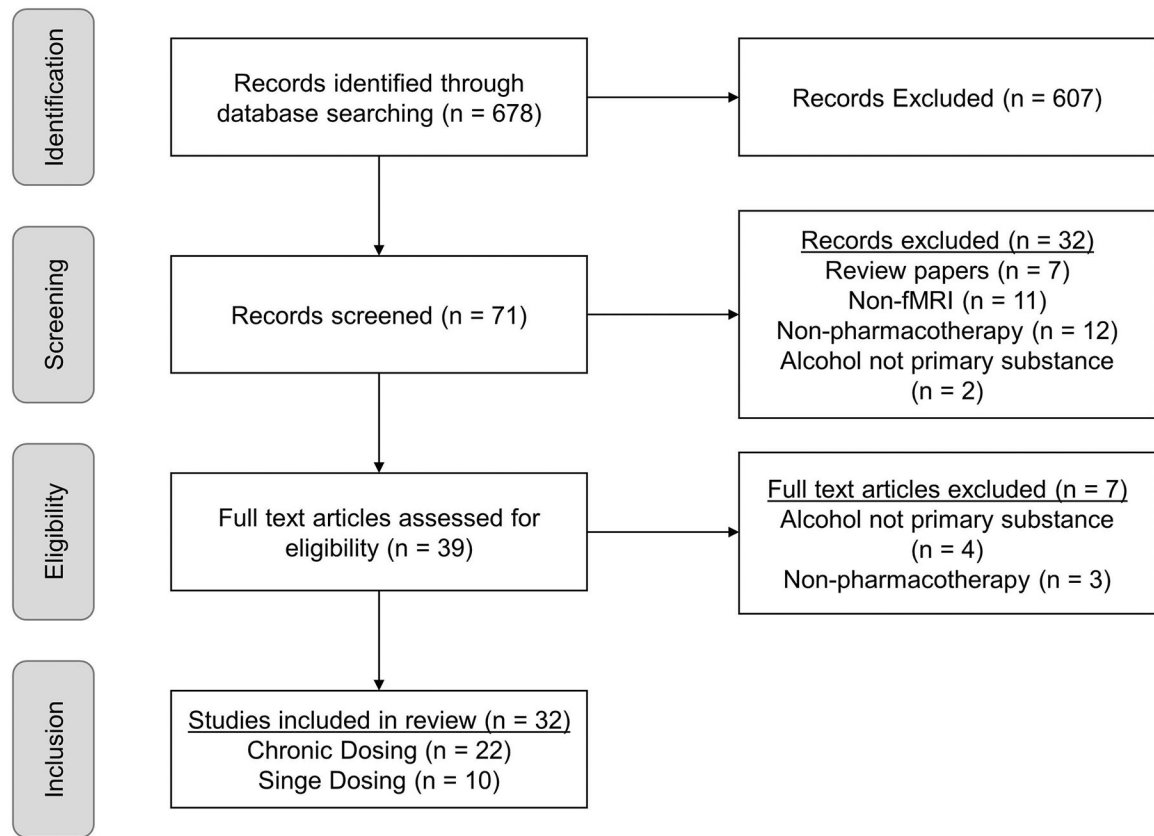 Identification
Records identified through
database searching (n = 678)
Records Excluded (n = 607)
Screening
Records screened (n = 71)
Records excluded (n = 32)
Review papers (n = 7)
Non-fMRI (n = 11)
Non-pharmacotherapy (n = 12)
Alcohol not primary substance
(n = 2)
Eligibility
Full text articles assessed for
eligibility (n = 39)
Full text articles excluded (n = 7)
Alcohol not primary substance
(n = 4)
Non-pharmacotherapy (n = 3)
Inclusion
Studies included in review (n = 32)
Chronic Dosing (n = 22)
Singe Dosing (n = 10)